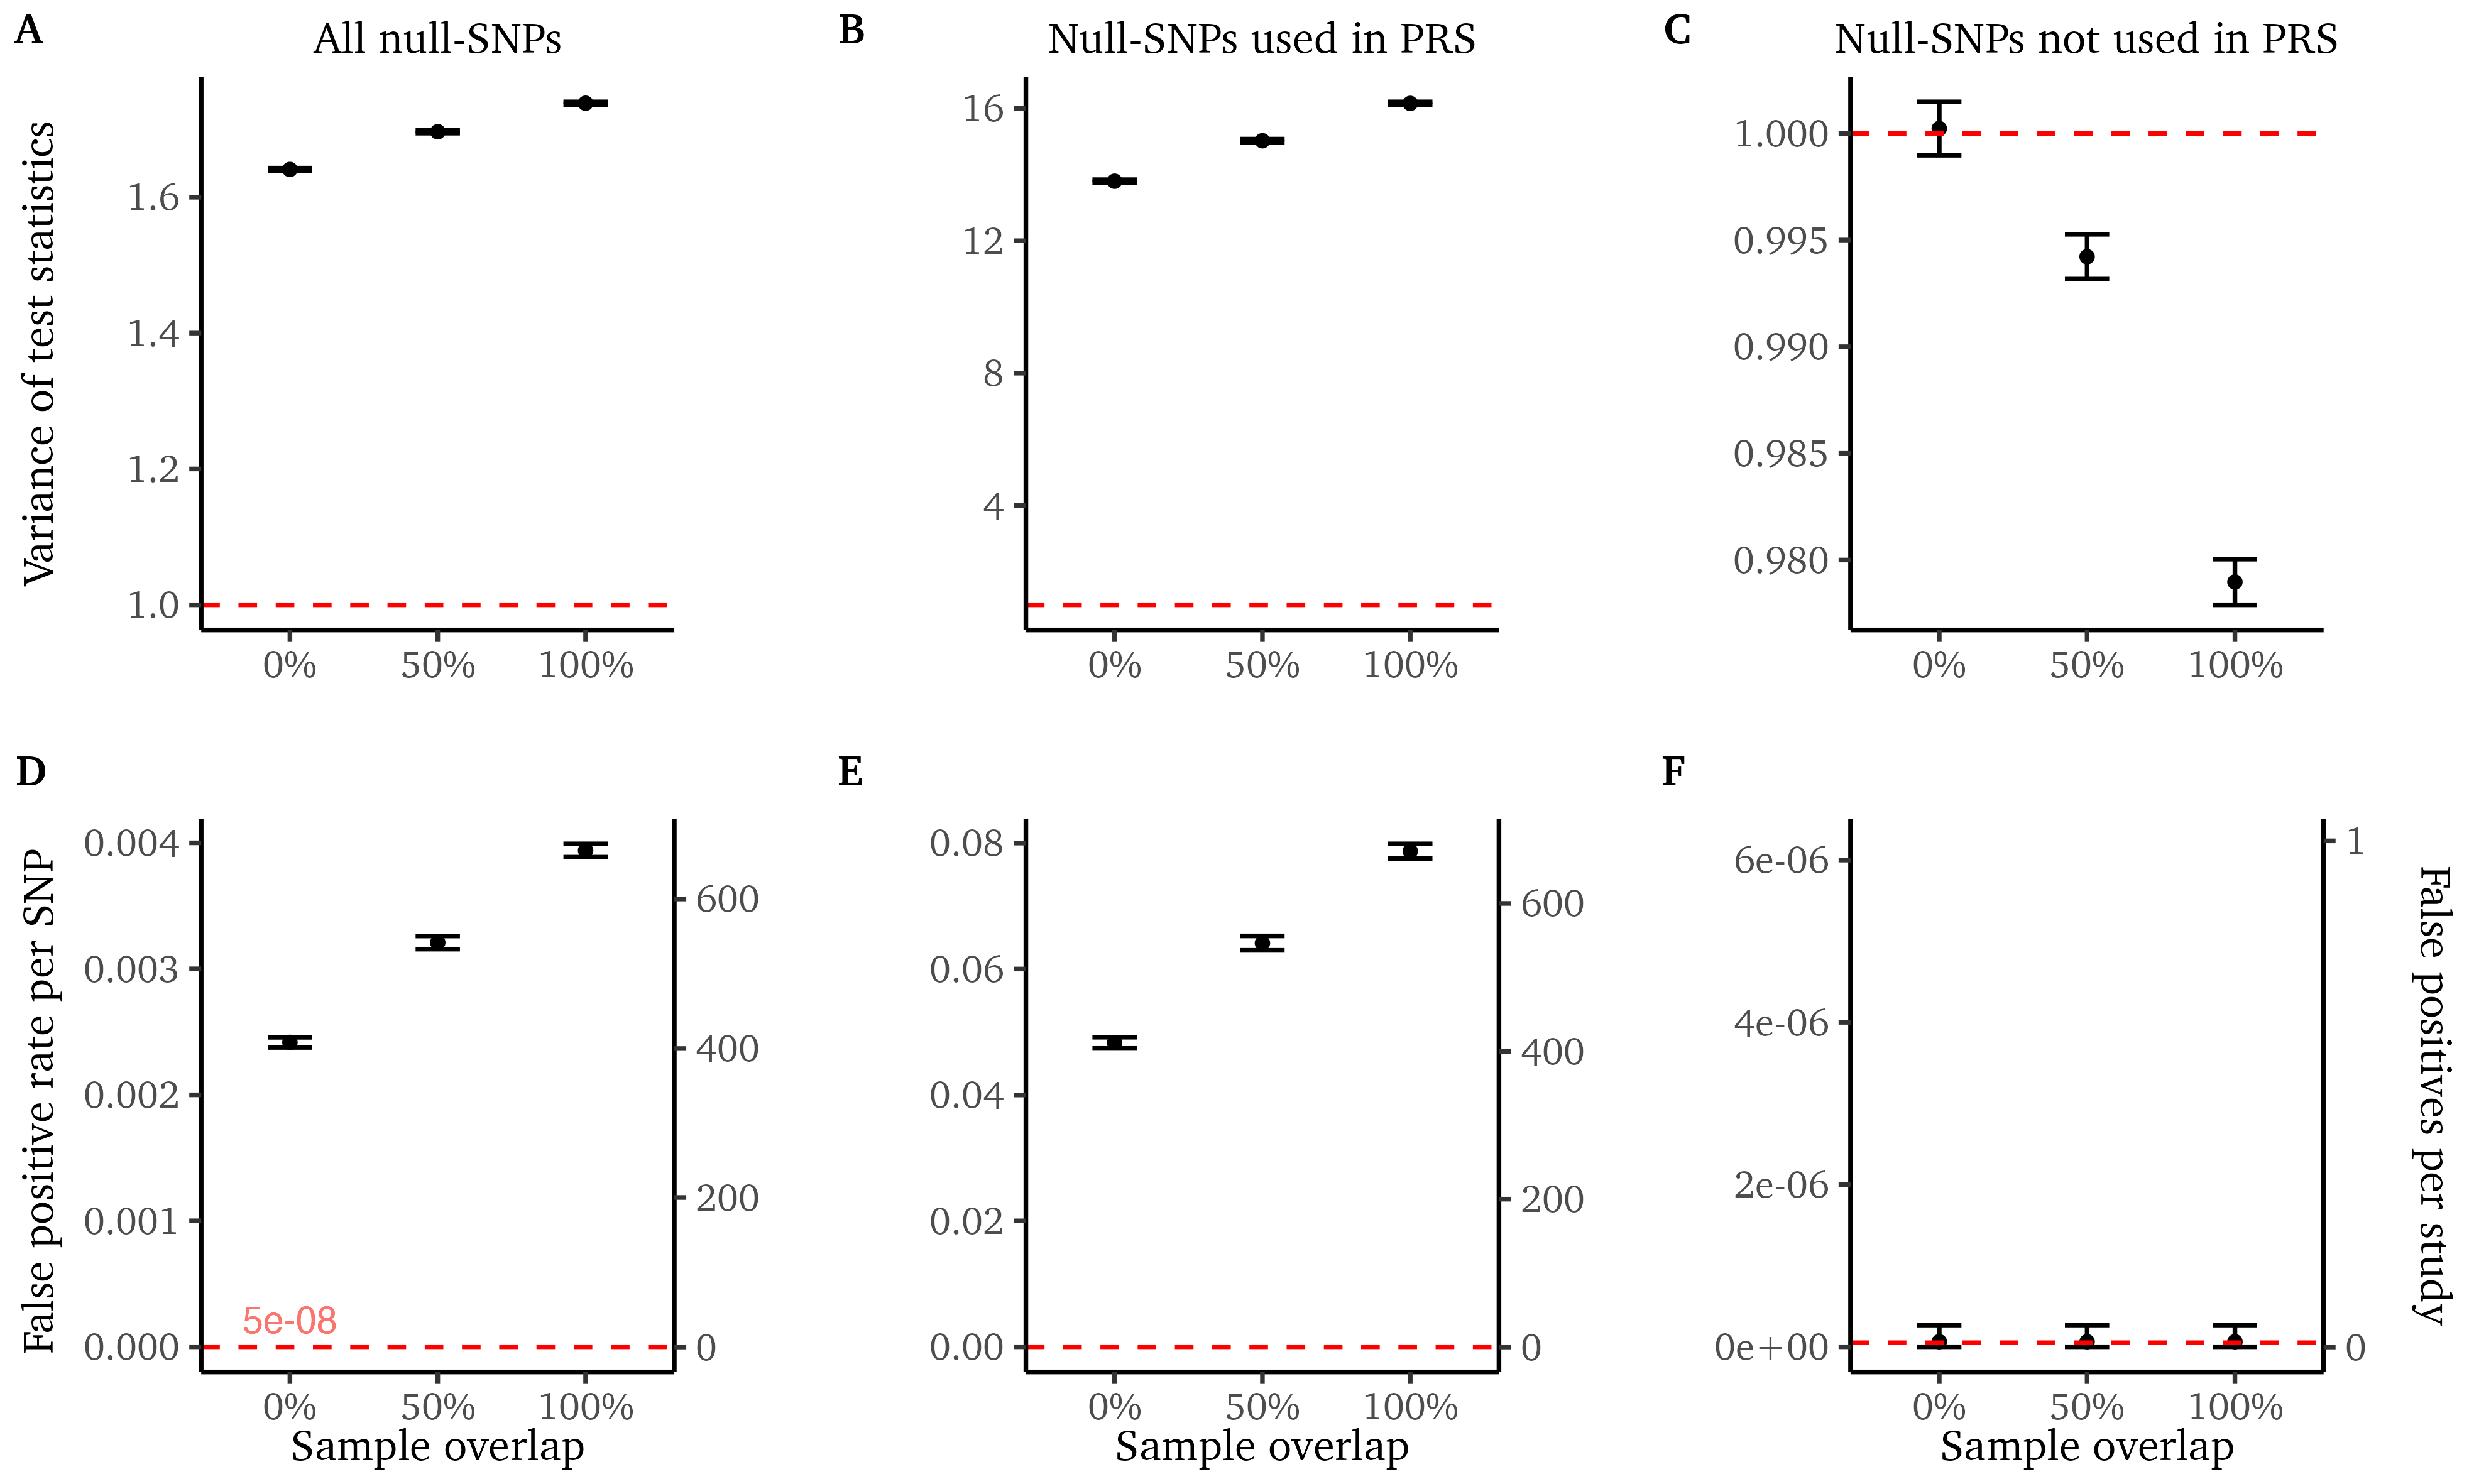 A
All null-SNPs
Variance of test statistics
1.6
1.4
1.2
1.0
0%
50%
100%
B
Null-SNPs used in PRS
16
12
8
4
0%
50%
100%
C
Null-SNPs not used in PRS
1.000
0.995
0.990
0.985
0.980
0%
50%
100%
D
False positive rate per SNP
0.004
0.003
0.002
0.001
0.000
5e-08
600
400
200
0
0%
50%
100%
Sample overlap
E
0.08
0.06
0.04
0.02
0.00
600
400
200
0
0%
50%
100%
Sample overlap
F
6e-06
4e-06
2e-06
0e+00
1
0
False positives per study
0%
50%
100%
Sample overlap